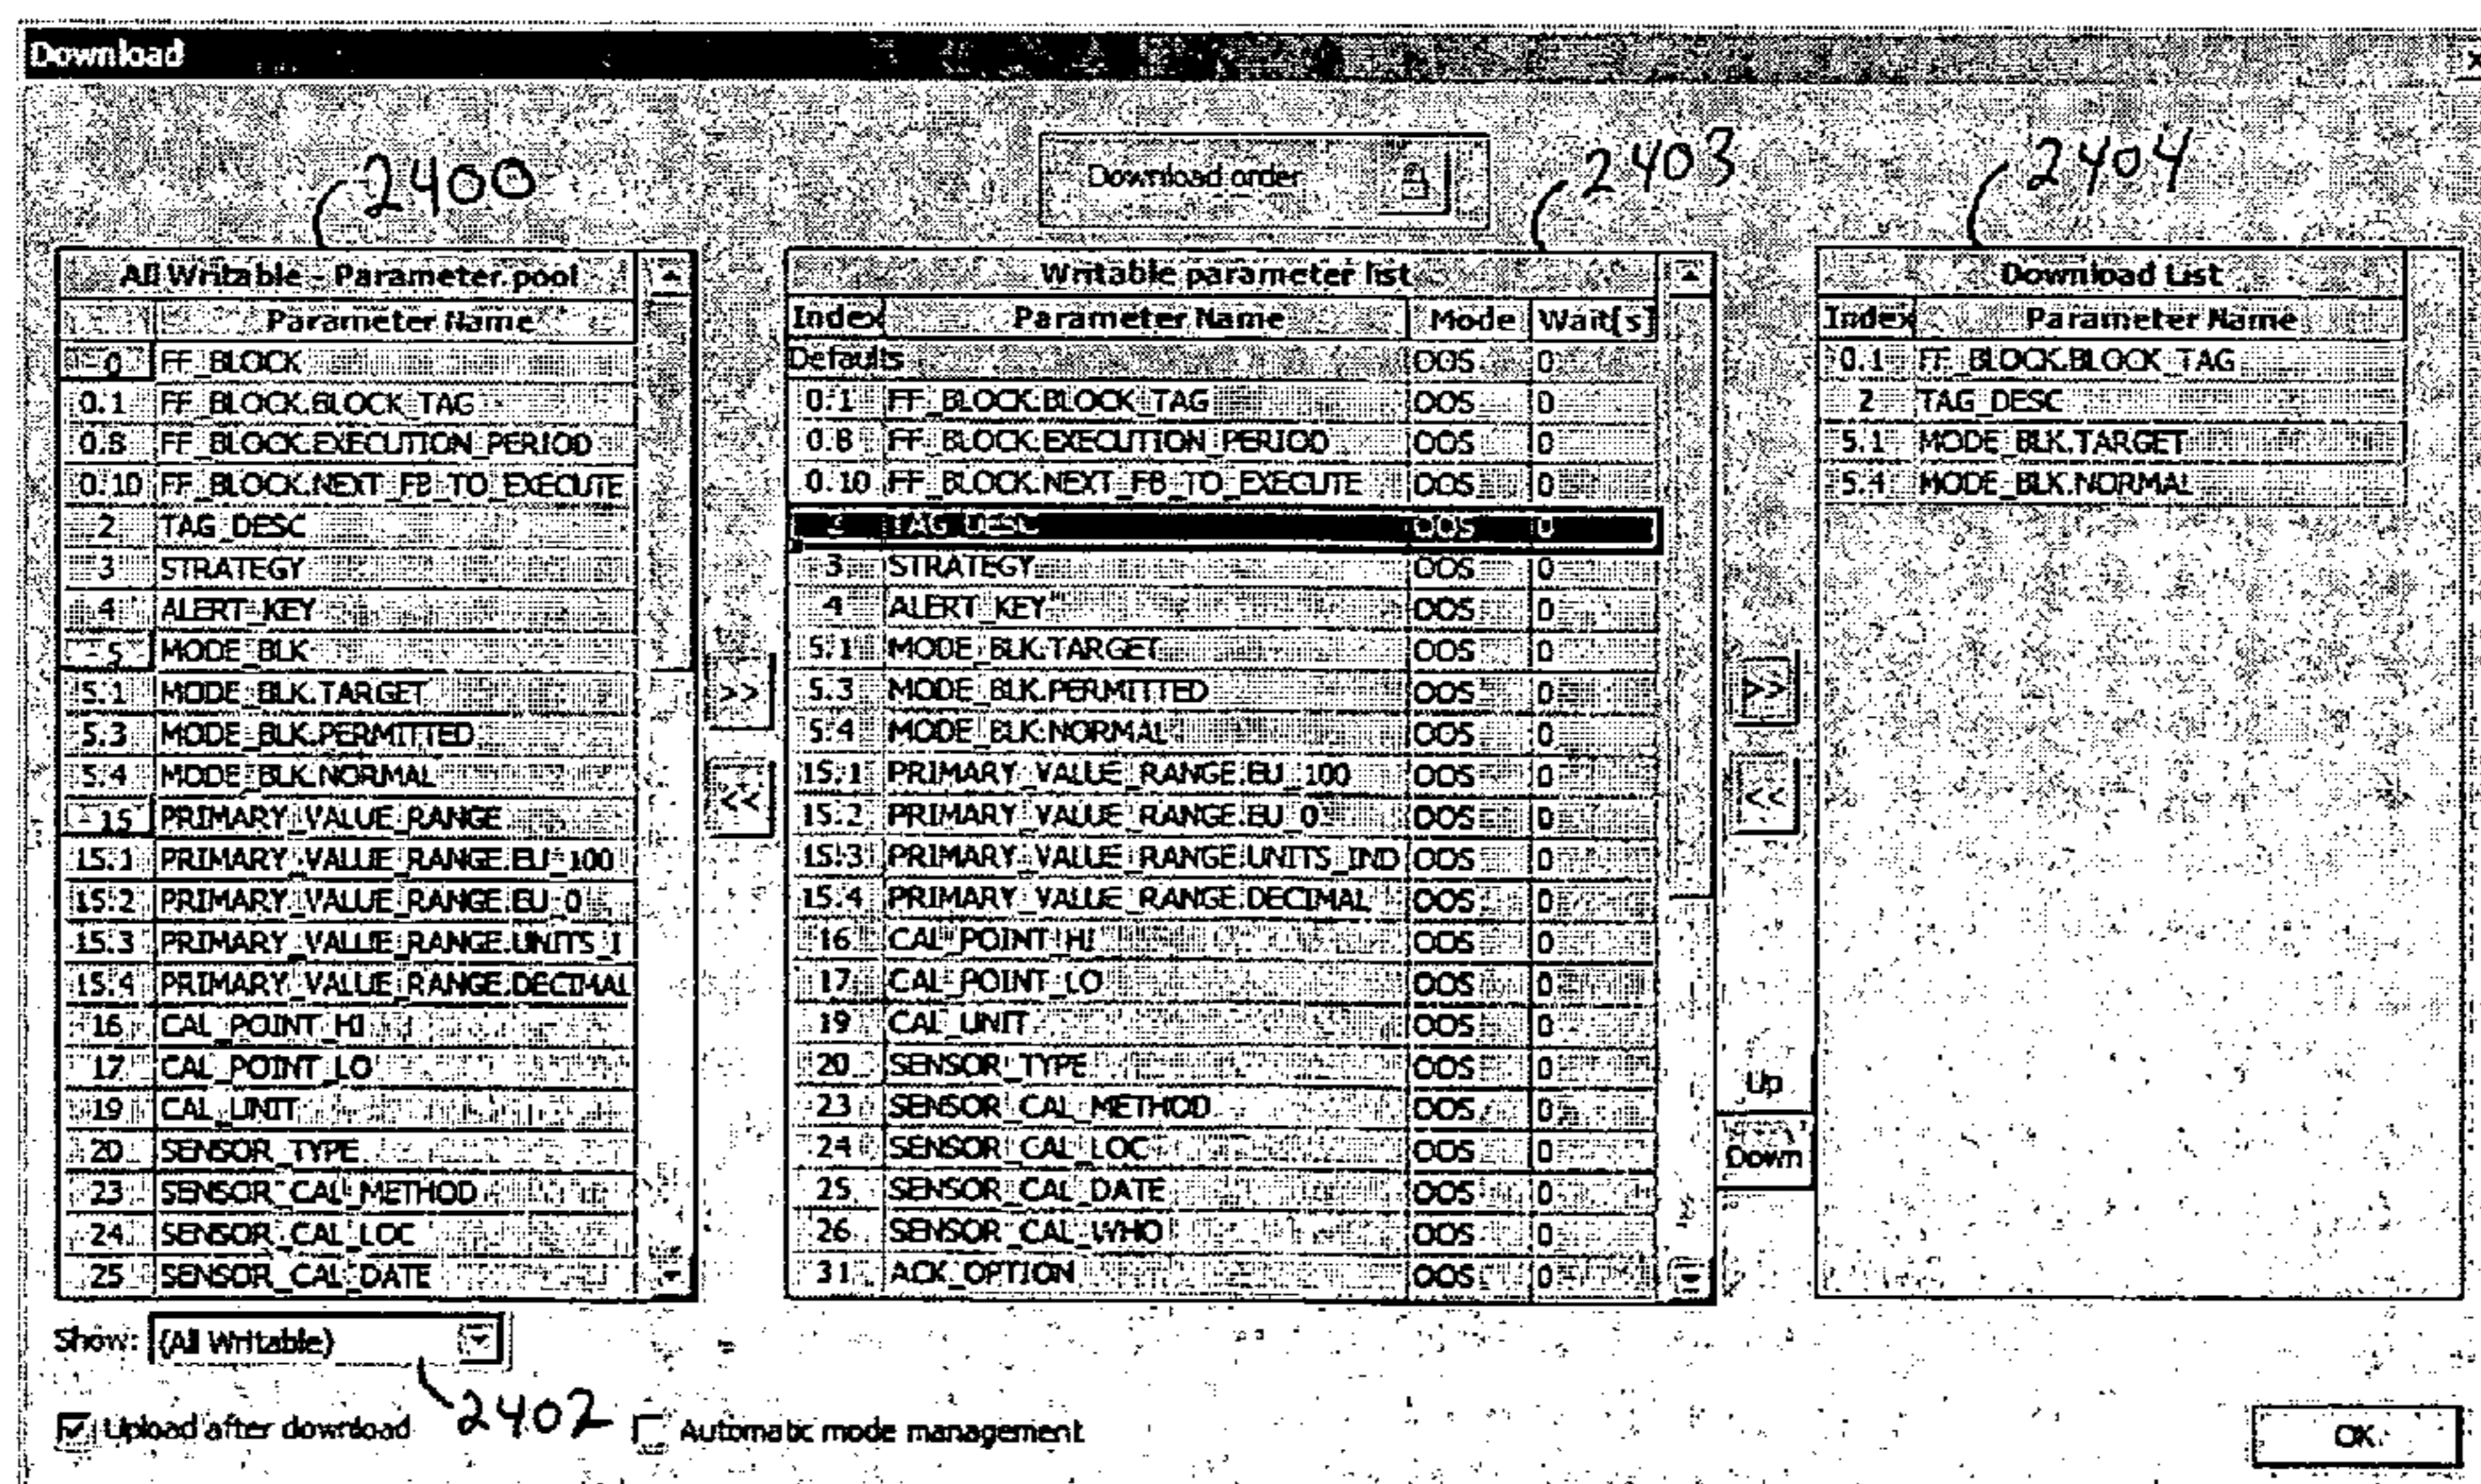 Download
2400
Download order
2403
2404
All Writable - Parameter pool
Parameter Name
- 0 FF_BLOCK
0.1 FF_BLOCK.BLOCK_TAG
0.8 FF_BLOCK.EXECUTION_PERIOD
0.10 FF_BLOCK.NEXT_FB_TO_EXECUTE
2 TAG_DESC
3 STRATEGY
4 ALERT_KEY
- 5 MODE_BLK
5.1 MODE_BLK.TARGET
5.3 MODE_BLK.PERMITTED
5.4 MODE_BLK.NORMAL
- 15 PRIMARY_VALUE_RANGE
15.1 PRIMARY_VALUE_RANGE.EU_100
15.2 PRIMARY_VALUE_RANGE.EU_0
15.3 PRIMARY_VALUE_RANGE.UNITS_I
15.4 PRIMARY_VALUE_RANGE.DECIMAL
16 CAL_POINT_HI
17 CAL_POINT_LO
19 CAL_UNIT
20 SENSOR_TYPE
23 SENSOR_CAL_METHOD
24 SENSOR_CAL_LOC
25 SENSOR_CAL_DATE
>>
<<
Writable parameter list
Index Parameter Name Mode Wait[s]
Defaults OOS 0
0.1 FF_BLOCK.BLOCK_TAG OOS 0
0.8 FF_BLOCK.EXECUTION_PERIOD OOS 0
0.10 FF_BLOCK.NEXT_FB_TO_EXECUTE OOS 0
2 TAG_DESC OOS 0
3 STRATEGY OOS 0
4 ALERT_KEY OOS 0
5.1 MODE_BLK.TARGET OOS 0
5.3 MODE_BLK.PERMITTED OOS 0
5.4 MODE_BLK.NORMAL OOS 0
15.1 PRIMARY_VALUE_RANGE.EU_100 OOS 0
15.2 PRIMARY_VALUE_RANGE.EU_0 OOS 0
15.3 PRIMARY_VALUE_RANGE.UNITS_IND OOS 0
15.4 PRIMARY_VALUE_RANGE.DECIMAL OOS 0
16 CAL_POINT_HI OOS 0
17 CAL_POINT_LO OOS 0
19 CAL_UNIT OOS 0
20 SENSOR_TYPE OOS 0
23 SENSOR_CAL_METHOD OOS 0
24 SENSOR_CAL_LOC OOS 0
25 SENSOR_CAL_DATE OOS 0
26 SENSOR_CAL_WHO OOS 0
31 ACK_OPTION OOS 0
>>
<<
Up
Down
Download List
Index Parameter Name
0.1 FF_BLOCK.BLOCK_TAG
2 TAG_DESC
5.1 MODE_BLK.TARGET
5.4 MODE_BLK.NORMAL
Show: (All Writable)
2402
Upload after download
Automatic mode management
OK